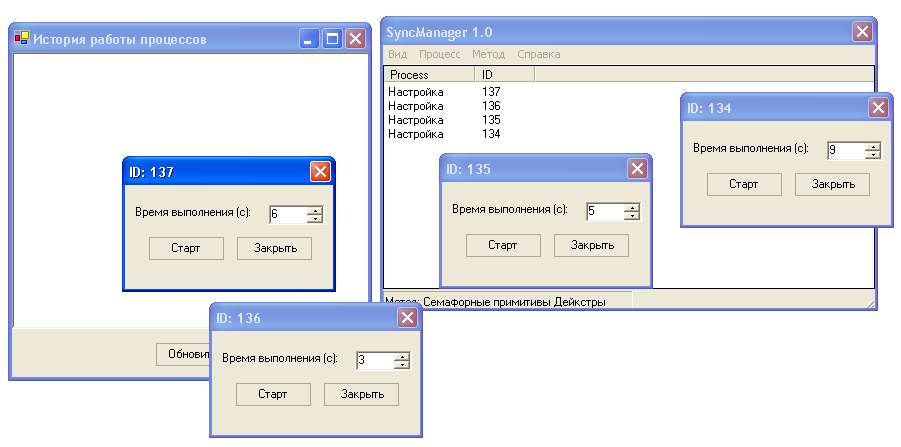 История работы процессов
SyncManager 1.0
Вид Процесс Метод Справка
Process ID
Настройка 137
Настройка 136
Настройка 135
Настройка 134
ID: 134
Время выполнения (с): 9
Старт Закрыть
ID: 137
Время выполнения (с): 6
Старт Закрыть
ID: 135
Время выполнения (с): 5
Старт Закрыть
Метод: Семафорные примитивы Дейкстры
ID: 136
Время выполнения (с): 3
Старт Закрыть
Обновит